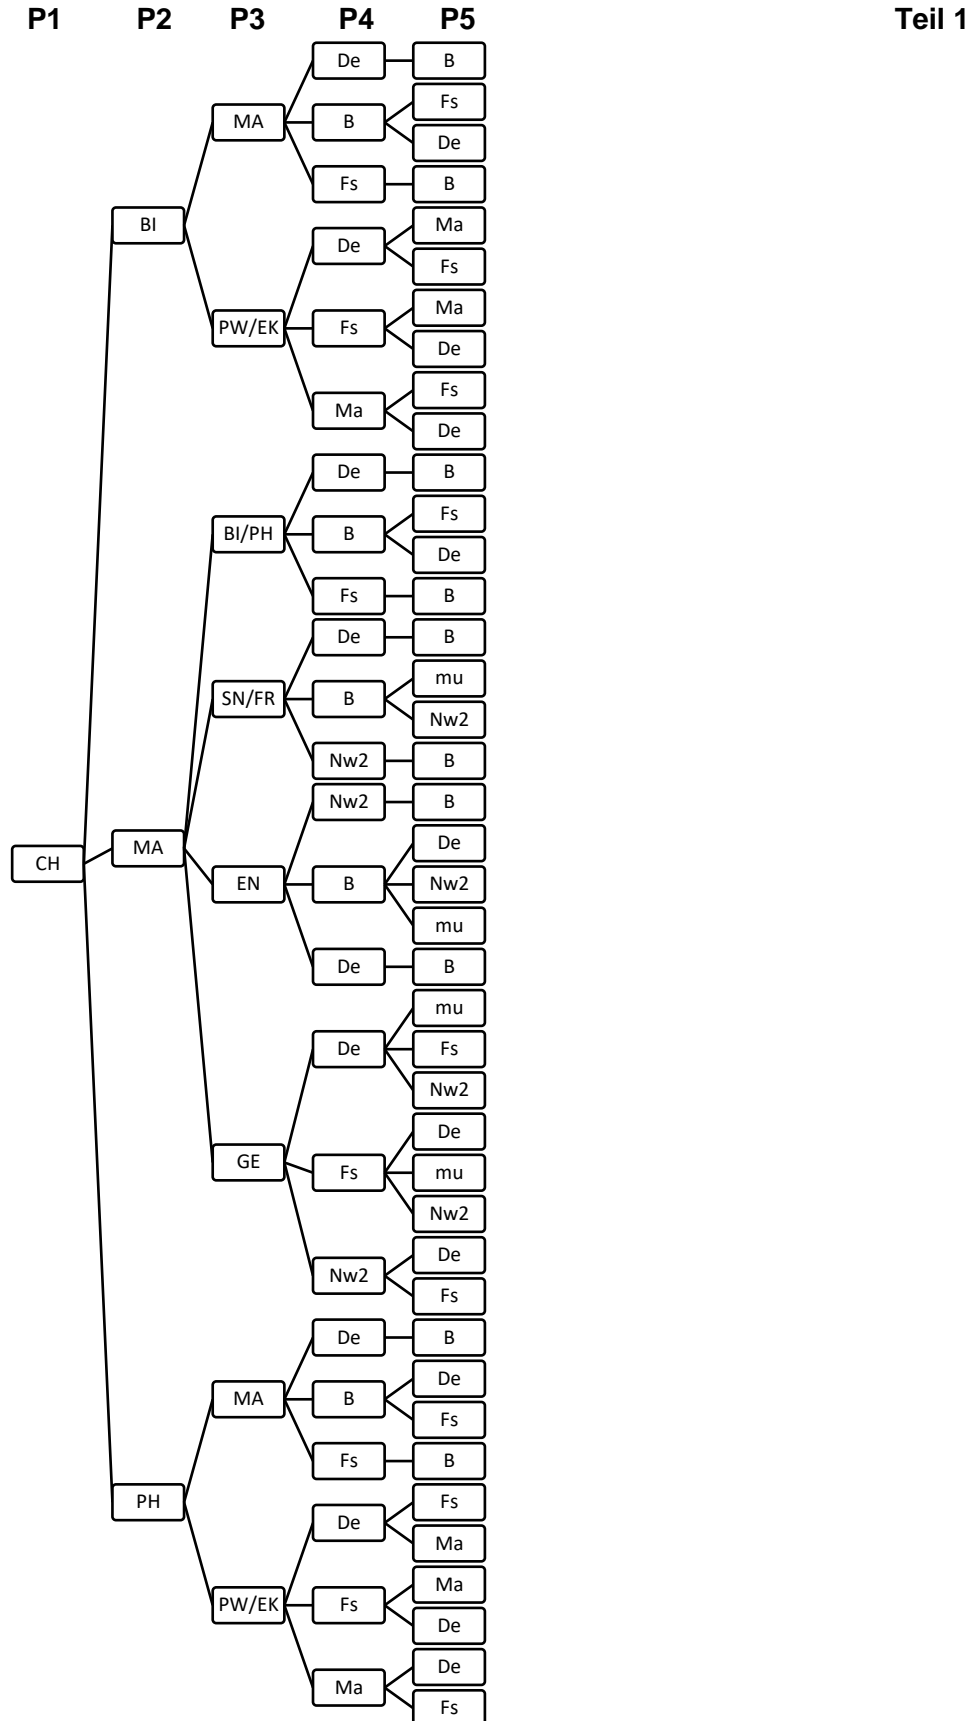 P1 P2 P3 P4 P5 Teil 1
De B
Fs
MA B
De
Fs B
BI Ma
De
Fs
Ma
PW/EK Fs
De
Fs
Ma
De
De B
Fs
BI/PH B
De
Fs B
De B
mu
SN/FR B
Nw2
Nw2 B
Nw2 B
De
MA
CH
EN B Nw2
mu
De B
mu
De Fs
Nw2
De
GE Fs mu
Nw2
De
Nw2
Fs
De B
De
MA B
Fs
Fs B
PH Fs
De
Ma
Ma
PW/EK Fs
De
De
Ma
Fs